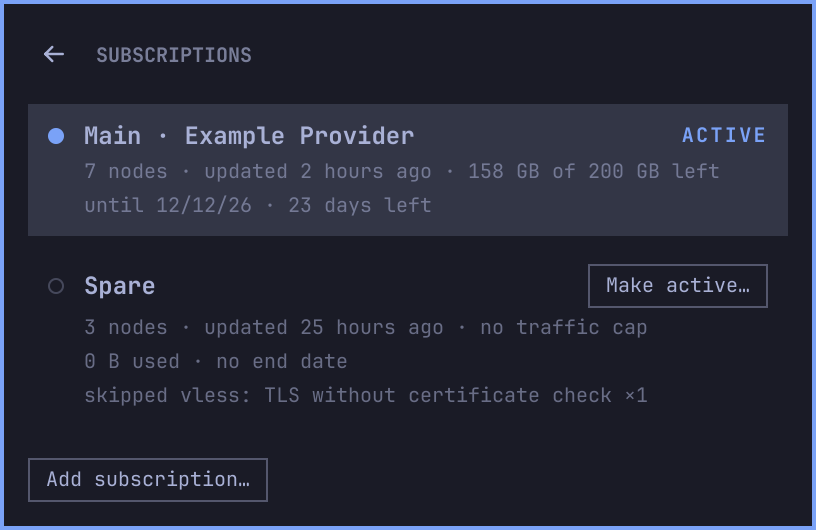 ← SUBSCRIPTIONS
Main · Example Provider ACTIVE
7 nodes · updated 2 hours ago · 158 GB of 200 GB left
until 12/12/26 · 23 days left
Spare Make active…
3 nodes · updated 25 hours ago · no traffic cap
0 B used · no end date
skipped vless: TLS without certificate check ×1
Add subscription…